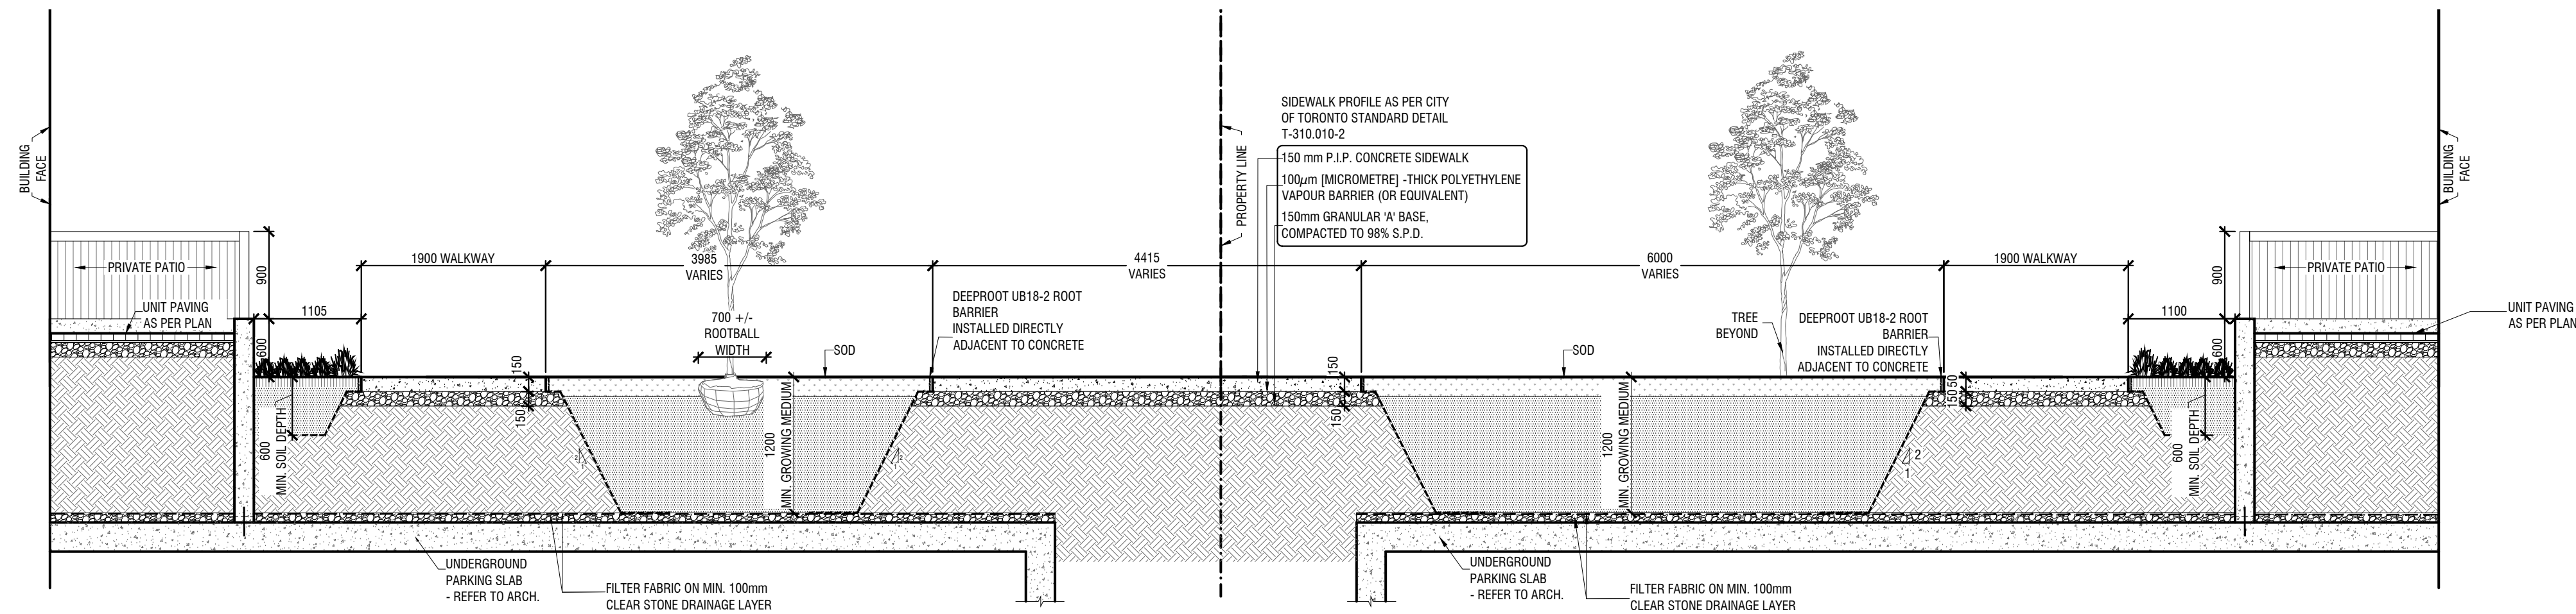 BUILDING
FACE
PRIVATE PATIO
UNIT PAVING
AS PER PLAN
900
600
1105
600
MIN. SOIL DEPTH
1900 WALKWAY
150
150
3985
VARIES
700 +/-
ROOTBALL
WIDTH
SOD
1200
MIN. GROWING MEDIUM
2
1
2
1
DEEPROOT UB18-2 ROOT
BARRIER
INSTALLED DIRECTLY
ADJACENT TO CONCRETE
4415
VARIES
PROPERTY LINE
SIDEWALK PROFILE AS PER CITY
OF TORONTO STANDARD DETAIL
T-310.010-2
150 mm P.I.P. CONCRETE SIDEWALK
100µm [MICROMETRE] -THICK POLYETHYLENE
VAPOUR BARRIER (OR EQUIVALENT)
150mm GRANULAR 'A' BASE,
COMPACTED TO 98% S.P.D.
150
150
6000
VARIES
SOD
1200
MIN. GROWING MEDIUM
TREE
BEYOND
DEEPROOT UB18-2 ROOT
BARRIER
INSTALLED DIRECTLY
ADJACENT TO CONCRETE
2
1
150
150
1900 WALKWAY
1100
900
600
600
MIN. SOIL DEPTH
PRIVATE PATIO
BUILDING
FACE
UNIT PAVING
AS PER PLAN
UNDERGROUND
PARKING SLAB
- REFER TO ARCH.
FILTER FABRIC ON MIN. 100mm
CLEAR STONE DRAINAGE LAYER
UNDERGROUND
PARKING SLAB
- REFER TO ARCH.
FILTER FABRIC ON MIN. 100mm
CLEAR STONE DRAINAGE LAYER